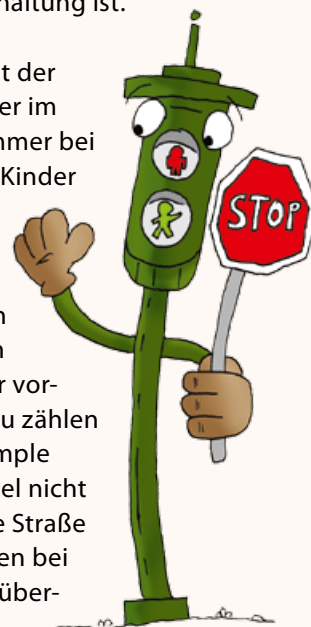 haltung ist.
t der
er im
mmer bei
Kinder
STOP
n
n
r vor-
u zählen
mple
el nicht
e Straße
en bei
über-